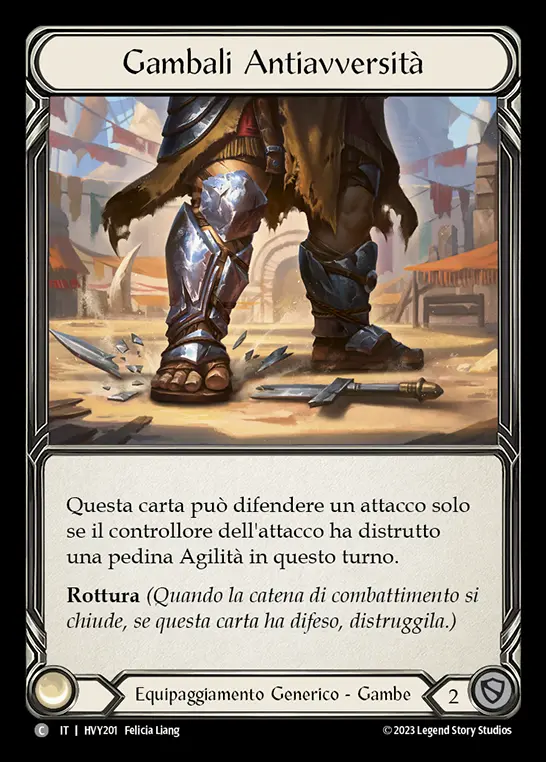 Gambali Antiavversità
Questa carta può difendere un attacco solo
se il controllore dell'attacco ha distrutto
una pedina Agilità in questo turno.
Rottura (Quando la catena di combattimento si
chiude, se questa carta ha difeso, distruggila.)
Equipaggiamento Generico - Gambe
2
C IT | HVY201 Felicia Liang
©2023 Legend Story Studios